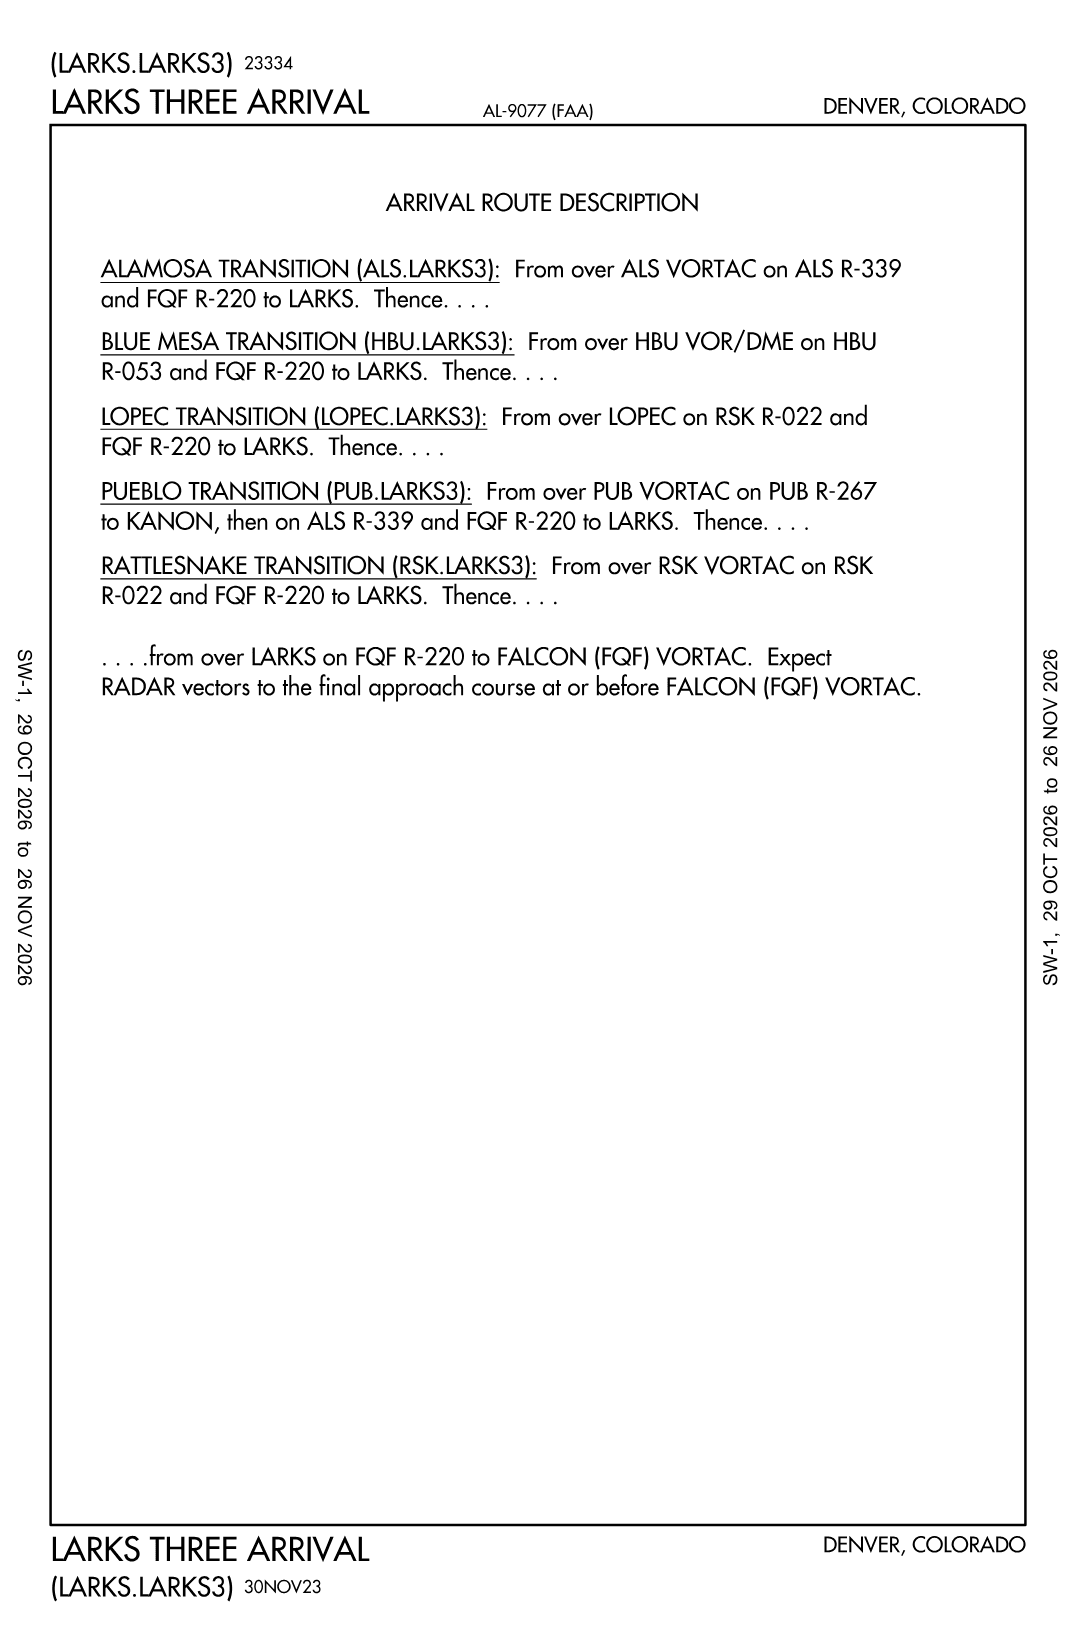 (LARKS.LARKS3) 23334
LARKS THREE ARRIVAL
AL-9077 (FAA)
DENVER, COLORADO
ARRIVAL ROUTE DESCRIPTION
ALAMOSA TRANSITION (ALS.LARKS3): From over ALS VORTAC on ALS R-339
and FQF R-220 to LARKS. Thence. . . .
BLUE MESA TRANSITION (HBU.LARKS3): From over HBU VOR/DME on HBU
R-053 and FQF R-220 to LARKS. Thence. . . .
LOPEC TRANSITION (LOPEC.LARKS3): From over LOPEC on RSK R-022 and
FQF R-220 to LARKS. Thence. . . .
PUEBLO TRANSITION (PUB.LARKS3): From over PUB VORTAC on PUB R-267
to KANON, then on ALS R-339 and FQF R-220 to LARKS. Thence. . . .
RATTLESNAKE TRANSITION (RSK.LARKS3): From over RSK VORTAC on RSK
R-022 and FQF R-220 to LARKS. Thence. . . .
. . . .from over LARKS on FQF R-220 to FALCON (FQF) VORTAC. Expect
RADAR vectors to the final approach course at or before FALCON (FQF) VORTAC.
SW-1, 29 OCT 2026 to 26 NOV 2026
SW-1, 29 OCT 2026 to 26 NOV 2026
LARKS THREE ARRIVAL
DENVER, COLORADO
(LARKS.LARKS3) 30NOV23